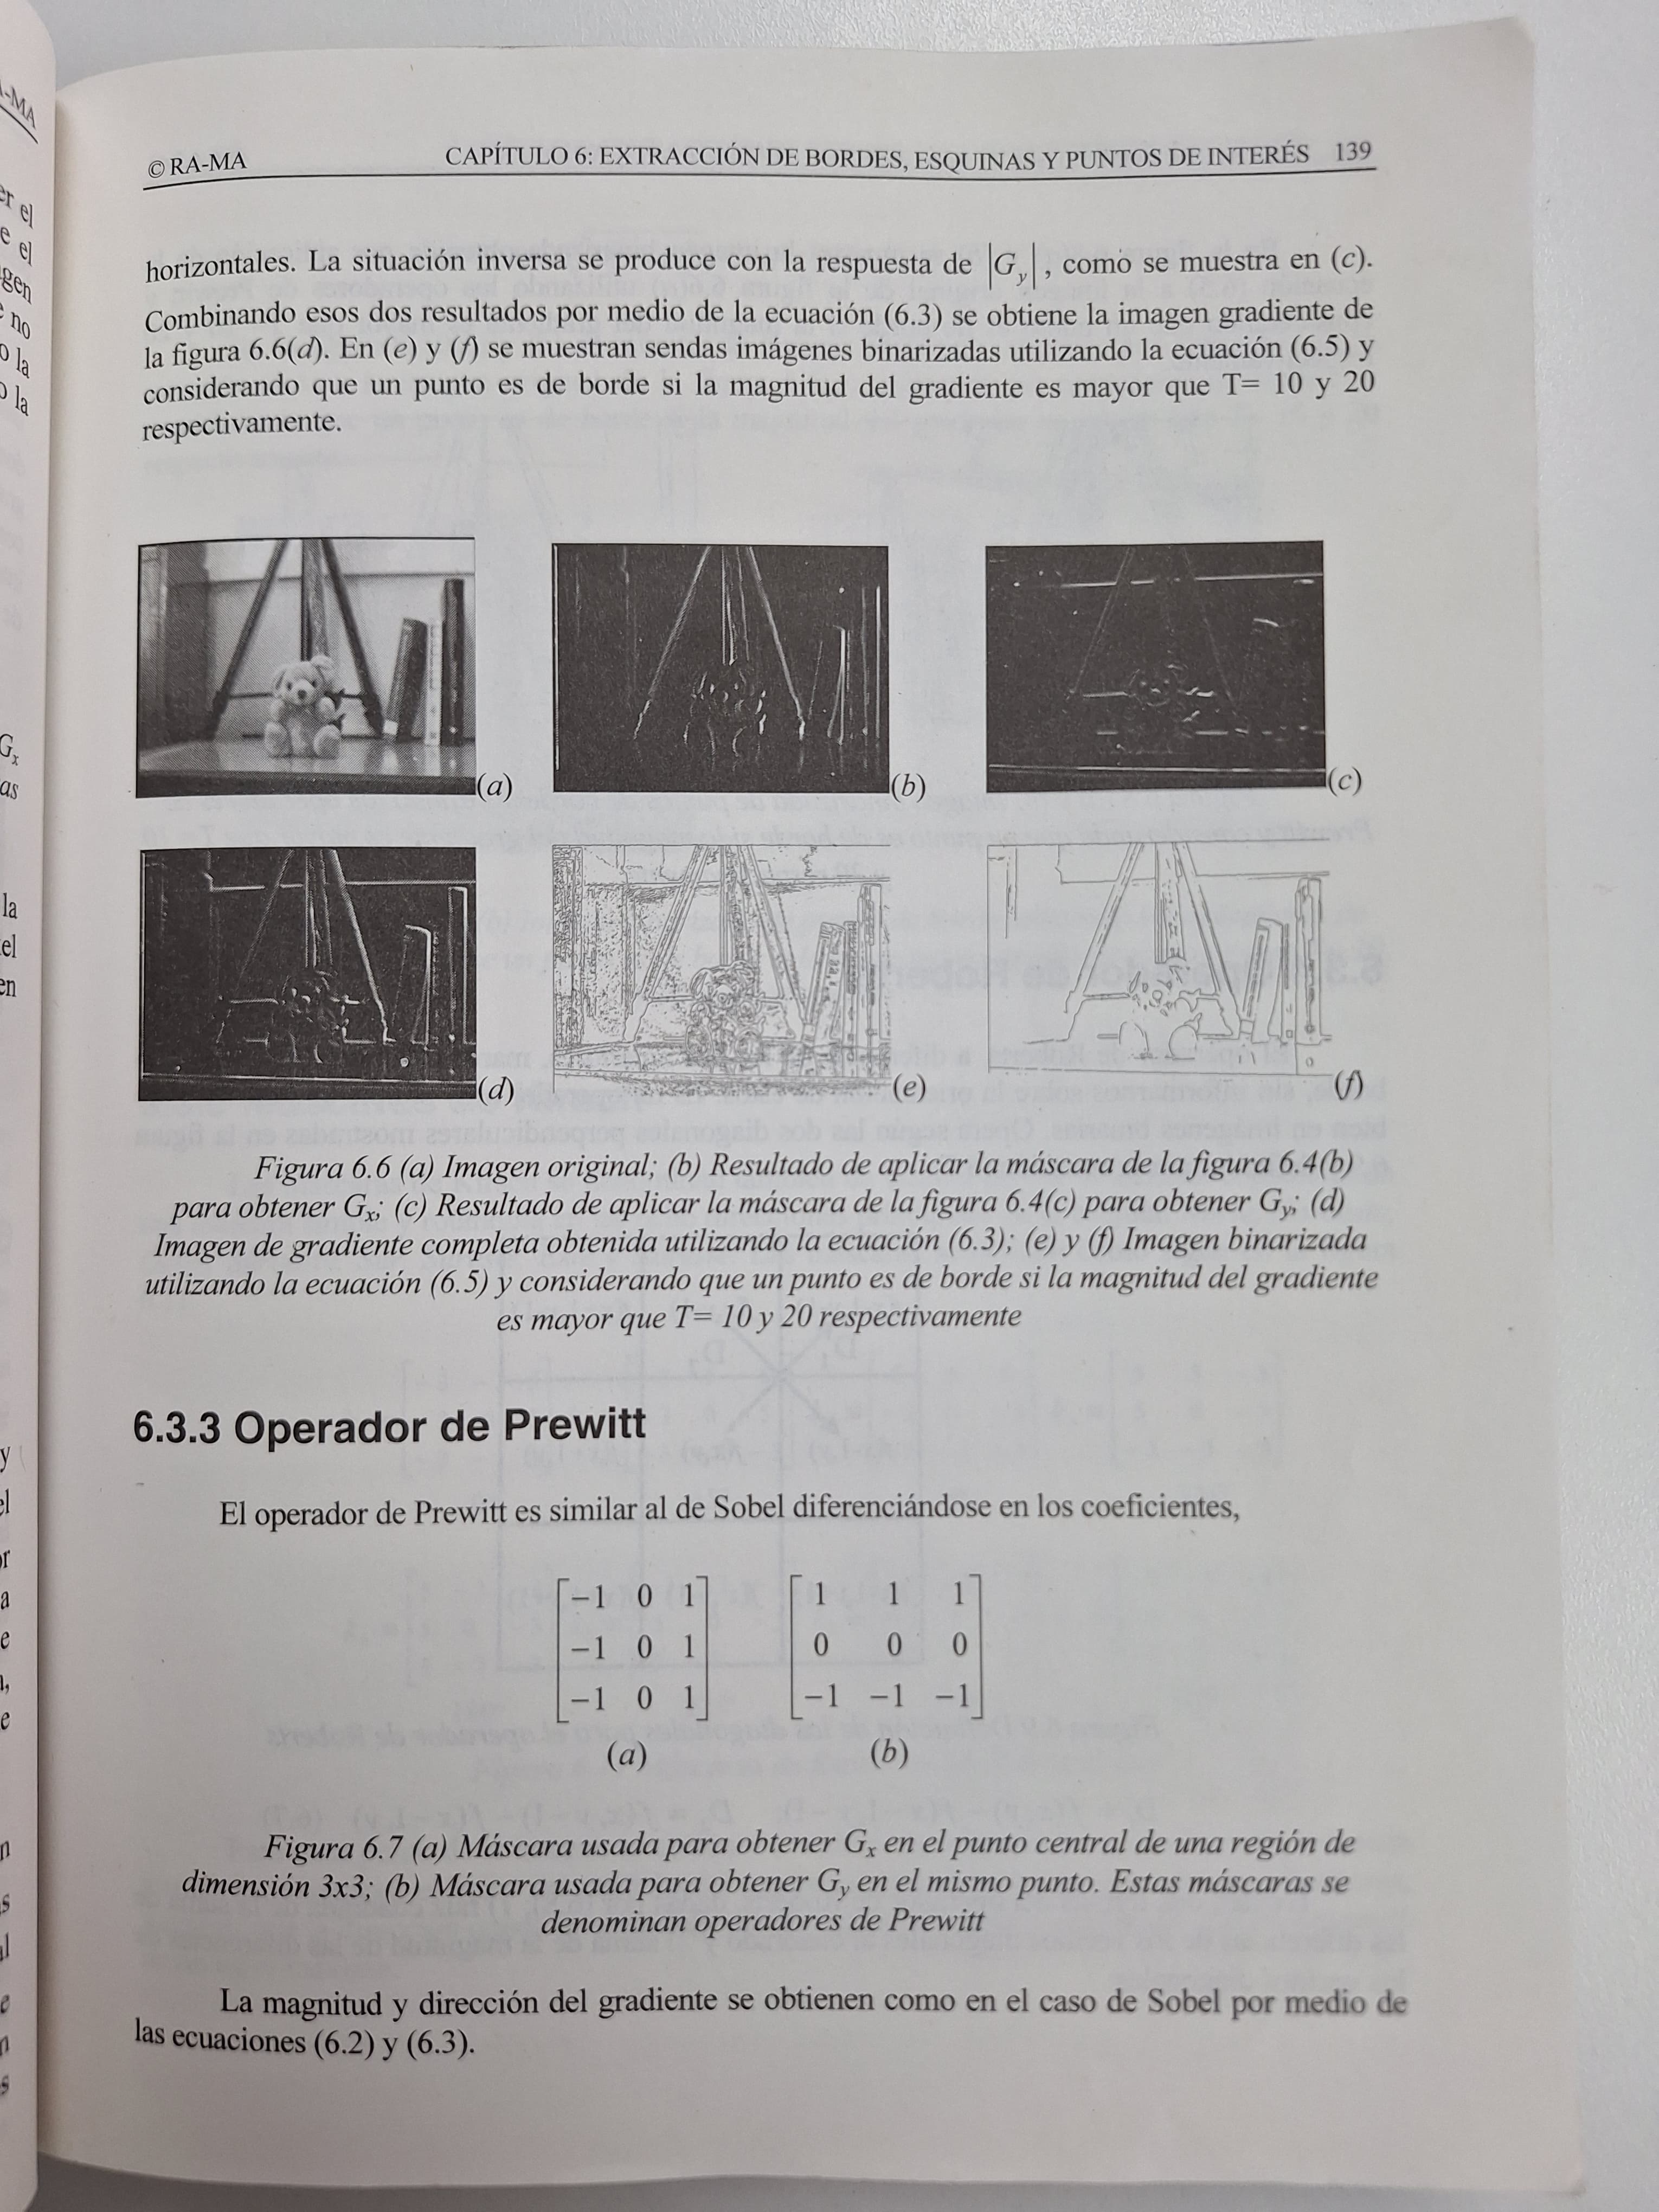 © RA-MA CAPÍTULO 6: EXTRACCIÓN DE BORDES, ESQUINAS Y PUNTOS DE INTERÉS 139
horizontales. La situación inversa se produce con la respuesta de |G_y|, como se muestra en (c).
Combinando esos dos resultados por medio de la ecuación (6.3) se obtiene la imagen gradiente de
la figura 6.6(d). En (e) y (f) se muestran sendas imágenes binarizadas utilizando la ecuación (6.5) y
considerando que un punto es de borde si la magnitud del gradiente es mayor que T= 10 y 20
respectivamente.
(a) (b) (c)
(d) (e) (f)
Figura 6.6 (a) Imagen original; (b) Resultado de aplicar la máscara de la figura 6.4(b)
para obtener Gx; (c) Resultado de aplicar la máscara de la figura 6.4(c) para obtener Gy; (d)
Imagen de gradiente completa obtenida utilizando la ecuación (6.3); (e) y (f) Imagen binarizada
utilizando la ecuación (6.5) y considerando que un punto es de borde si la magnitud del gradiente
es mayor que T= 10 y 20 respectivamente
6.3.3 Operador de Prewitt
El operador de Prewitt es similar al de Sobel diferenciándose en los coeficientes,
−1 0 1 1 1 1
−1 0 1 0 0 0
−1 0 1 −1 −1 −1
(a) (b)
Figura 6.7 (a) Máscara usada para obtener Gx en el punto central de una región de
dimensión 3x3; (b) Máscara usada para obtener Gy en el mismo punto. Estas máscaras se
denominan operadores de Prewitt
La magnitud y dirección del gradiente se obtienen como en el caso de Sobel por medio de
las ecuaciones (6.2) y (6.3).